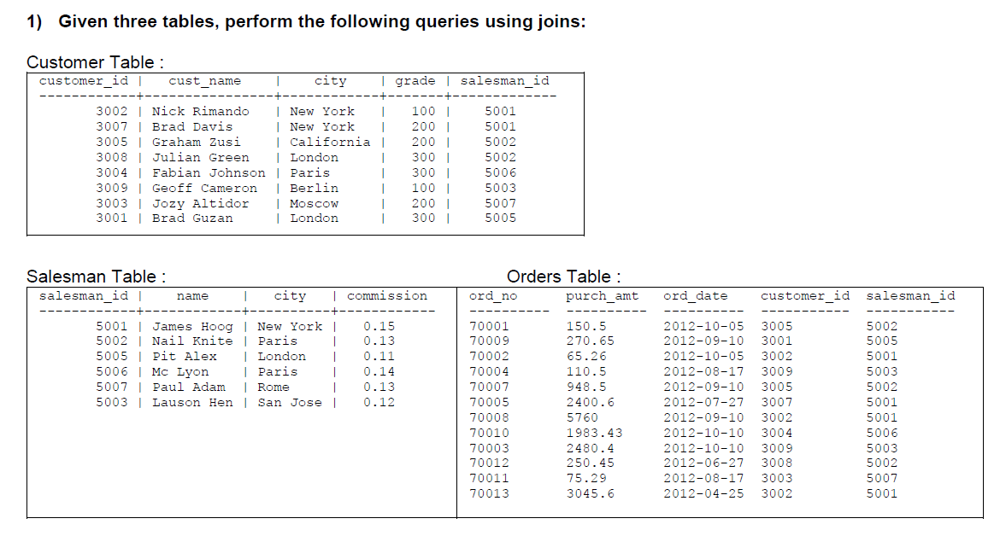 1) Given three tables, perform the following queries using joins:
Customer Table :
customer_id | cust_name | city | grade | salesman_id
------------+----------------+------------+-------+-------------
3002 | Nick Rimando | New York | 100 | 5001
3007 | Brad Davis | New York | 200 | 5001
3005 | Graham Zusi | California | 200 | 5002
3008 | Julian Green | London | 300 | 5002
3004 | Fabian Johnson | Paris | 300 | 5006
3009 | Geoff Cameron | Berlin | 100 | 5003
3003 | Jozy Altidor | Moscow | 200 | 5007
3001 | Brad Guzan | London | 300 | 5005
Salesman Table :
salesman_id | name | city | commission
------------+------------+----------+------------
5001 | James Hoog | New York | 0.15
5002 | Nail Knite | Paris | 0.13
5005 | Pit Alex | London | 0.11
5006 | Mc Lyon | Paris | 0.14
5007 | Paul Adam | Rome | 0.13
5003 | Lauson Hen | San Jose | 0.12
Orders Table :
ord_no purch_amt ord_date customer_id salesman_id
---------- ---------- ---------- ----------- -----------
70001 150.5 2012-10-05 3005 5002
70009 270.65 2012-09-10 3001 5005
70002 65.26 2012-10-05 3002 5001
70004 110.5 2012-08-17 3009 5003
70007 948.5 2012-09-10 3005 5002
70005 2400.6 2012-07-27 3007 5001
70008 5760 2012-09-10 3002 5001
70010 1983.43 2012-10-10 3004 5006
70003 2480.4 2012-10-10 3009 5003
70012 250.45 2012-06-27 3008 5002
70011 75.29 2012-08-17 3003 5007
70013 3045.6 2012-04-25 3002 5001